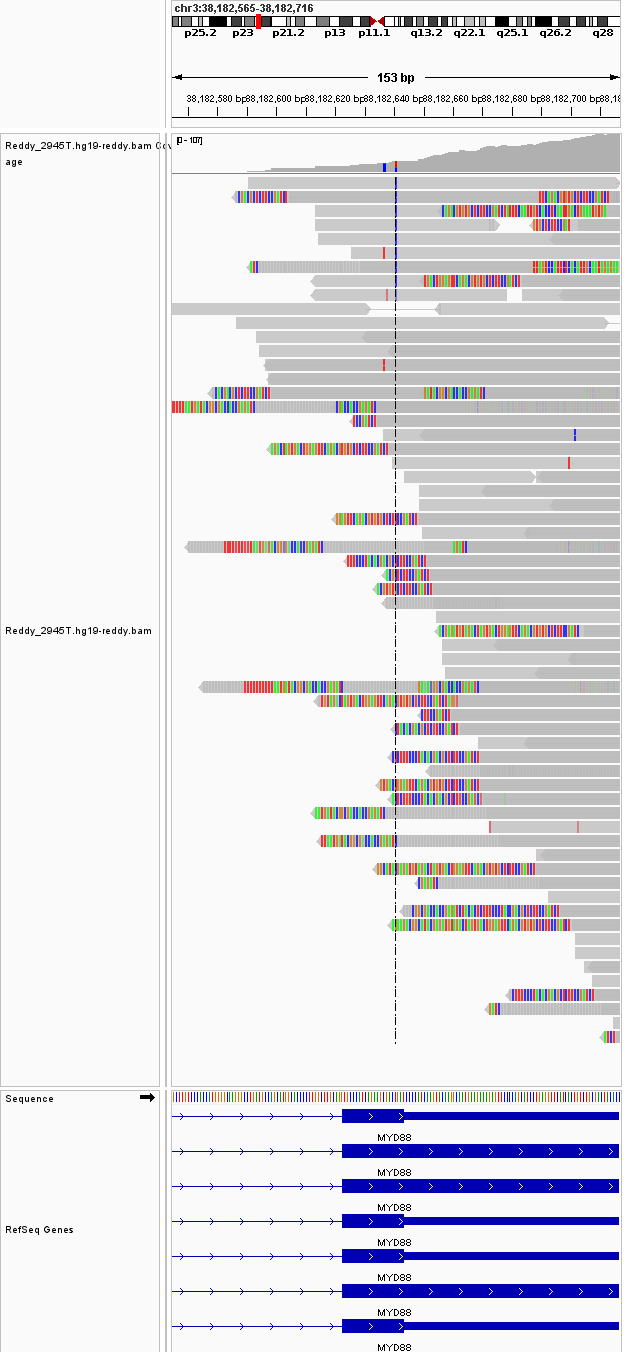 chr3:38,182,565-38,182,716
p25.2 p23 p21.2 p13 p11.1 q13.2 q22.1 q25.1 q26.2 q28
153 bp
38,182,580 bp 38,182,600 bp 38,182,620 bp 38,182,640 bp 38,182,660 bp 38,182,680 bp 38,182,700 bp
Reddy_2945T.hg19-reddy.bam Cov
age
[0 - 107]
Reddy_2945T.hg19-reddy.bam
Sequence
MYD88
MYD88
MYD88
RefSeq Genes
MYD88
MYD88
MYD88
MYD88